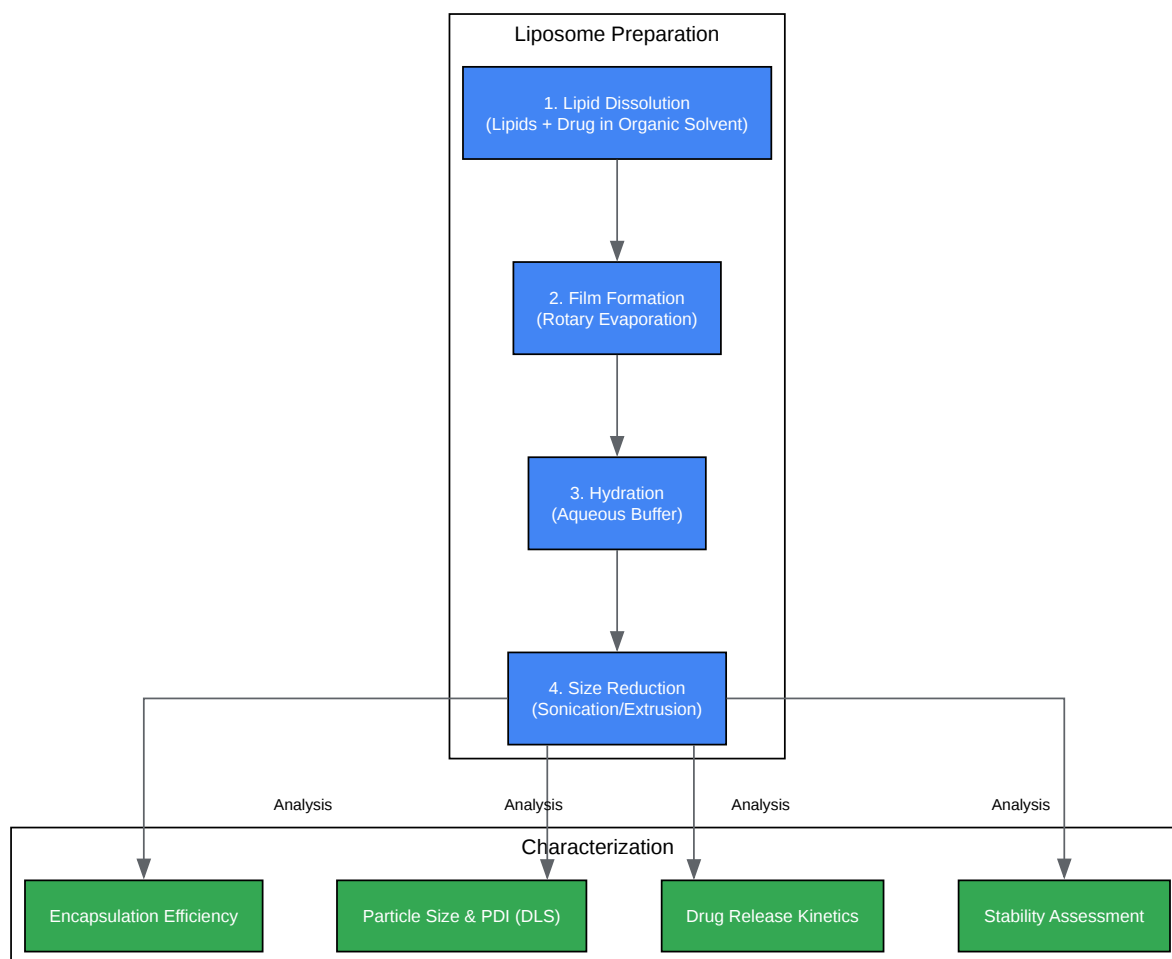 Liposome Preparation
1. Lipid Dissolution
(Lipids + Drug in Organic Solvent)
2. Film Formation
(Rotary Evaporation)
3. Hydration
(Aqueous Buffer)
4. Size Reduction
(Sonication/Extrusion)
Analysis
Analysis
Analysis
Analysis
Characterization
Encapsulation Efficiency
Particle Size & PDI (DLS)
Drug Release Kinetics
Stability Assessment